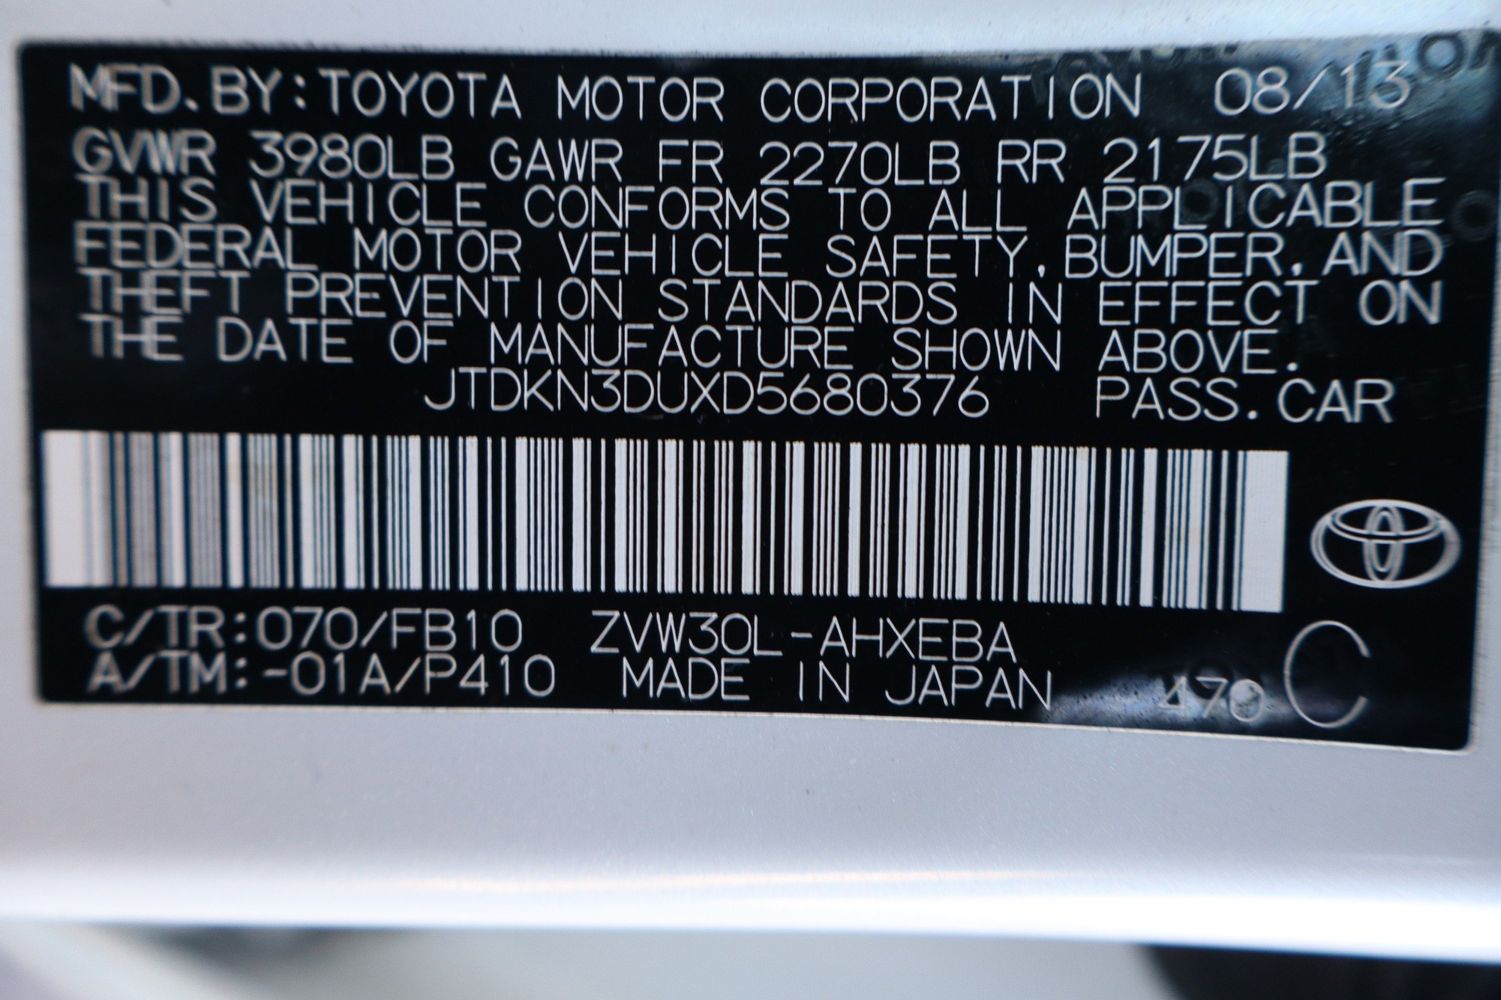 MFD. BY: TOYOTA MOTOR CORPORATION 08/13
GVWR 3980LB GAWR FR 2270LB RR 2175LB
THIS VEHICLE CONFORMS TO ALL APPLICABLE
FEDERAL MOTOR VEHICLE SAFETY, BUMPER, AND
THEFT PREVENTION STANDARDS IN EFFECT ON
THE DATE OF MANUFACTURE SHOWN ABOVE.
JTDKN3DUXD5680376 PASS. CAR
C/TR: 070/FB10 ZVW30L-AHXEBA
A/TM: -01A/P410 MADE IN JAPAN 470 C